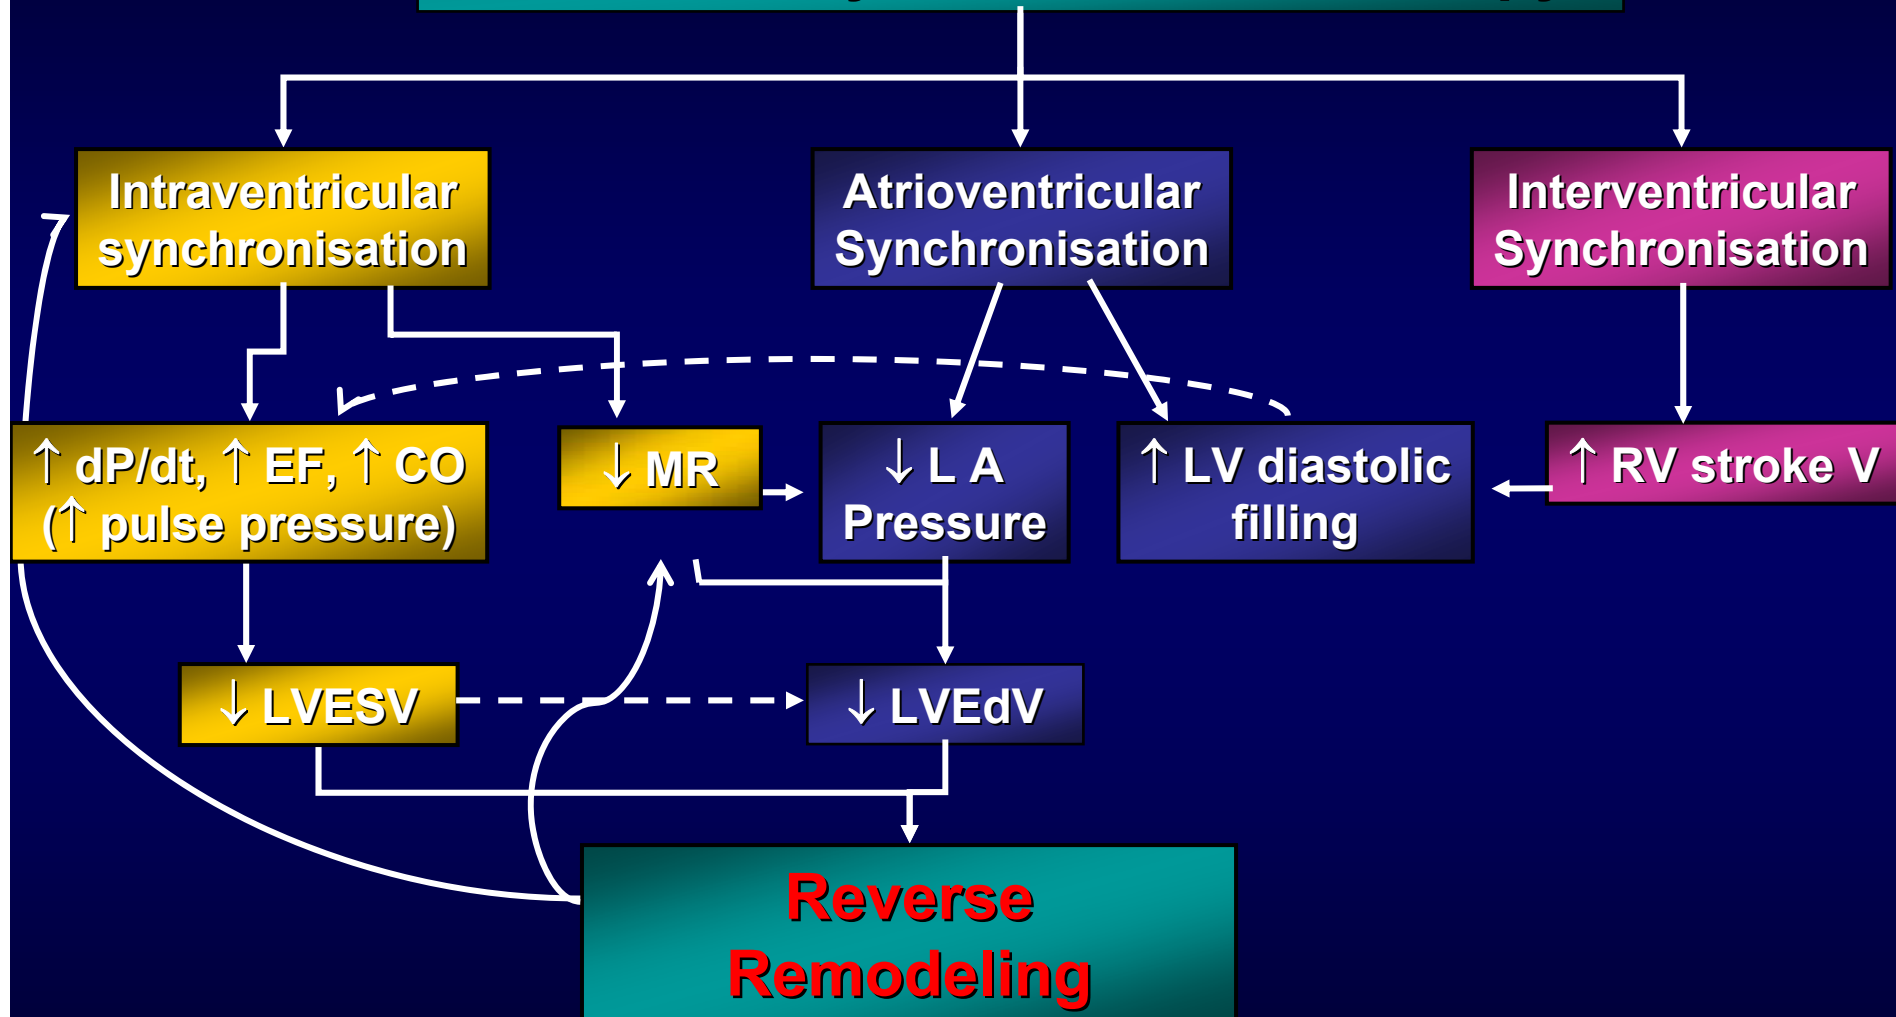 Intraventricular
synchronisation
Atrioventricular
Synchronisation
Interventricular
Synchronisation
↑ dP/dt, ↑ EF, ↑ CO
(↑ pulse pressure)
↓ MR
↓ L A
Pressure
↑ LV diastolic
filling
↑ RV stroke V
↓ LVESV
↓ LVEdV
Reverse
Remodeling